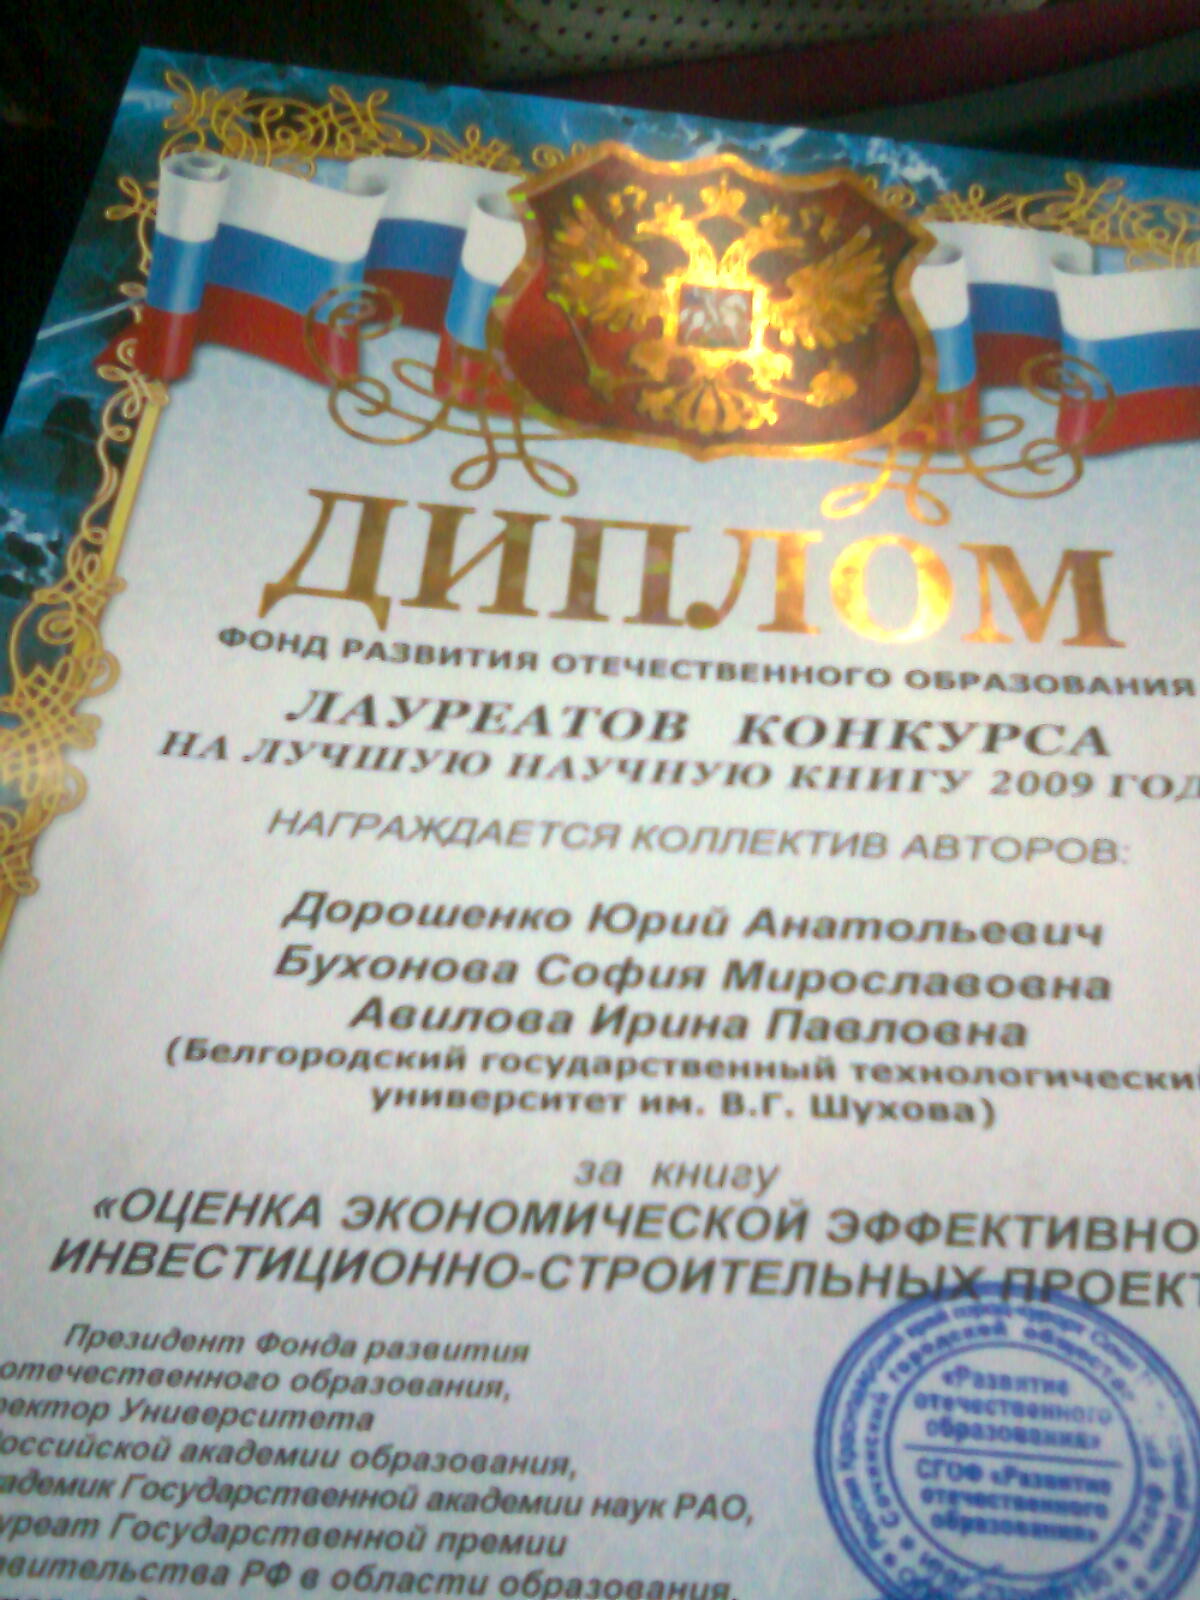 ДИПЛОМ
ФОНД РАЗВИТИЯ ОТЕЧЕСТВЕННОГО ОБРАЗОВАНИЯ
ЛАУРЕАТОВ КОНКУРСА
НА ЛУЧШУЮ НАУЧНУЮ КНИГУ 2009 ГОД
НАГРАЖДАЕТСЯ КОЛЛЕКТИВ АВТОРОВ:
Дорошенко Юрий Анатольевич
Бухонова София Мирославовна
Авилова Ирина Павловна
(Белгородский государственный технологически
университет им. В.Г. Шухова)
за книгу
«ОЦЕНКА ЭКОНОМИЧЕСКОЙ ЭФФЕКТИВНО
ИНВЕСТИЦИОННО-СТРОИТЕЛЬНЫХ ПРОЕКТ
Президент Фонда развития
отечественного образования,
ректор Университета
оссийской академии образования,
адемик Государственной академии наук РАО,
уреат Государственной премии
авительства РФ в области образования,
«Развитие
отечественного
образования»
СГОФ «Развитие
отечественного
образования»